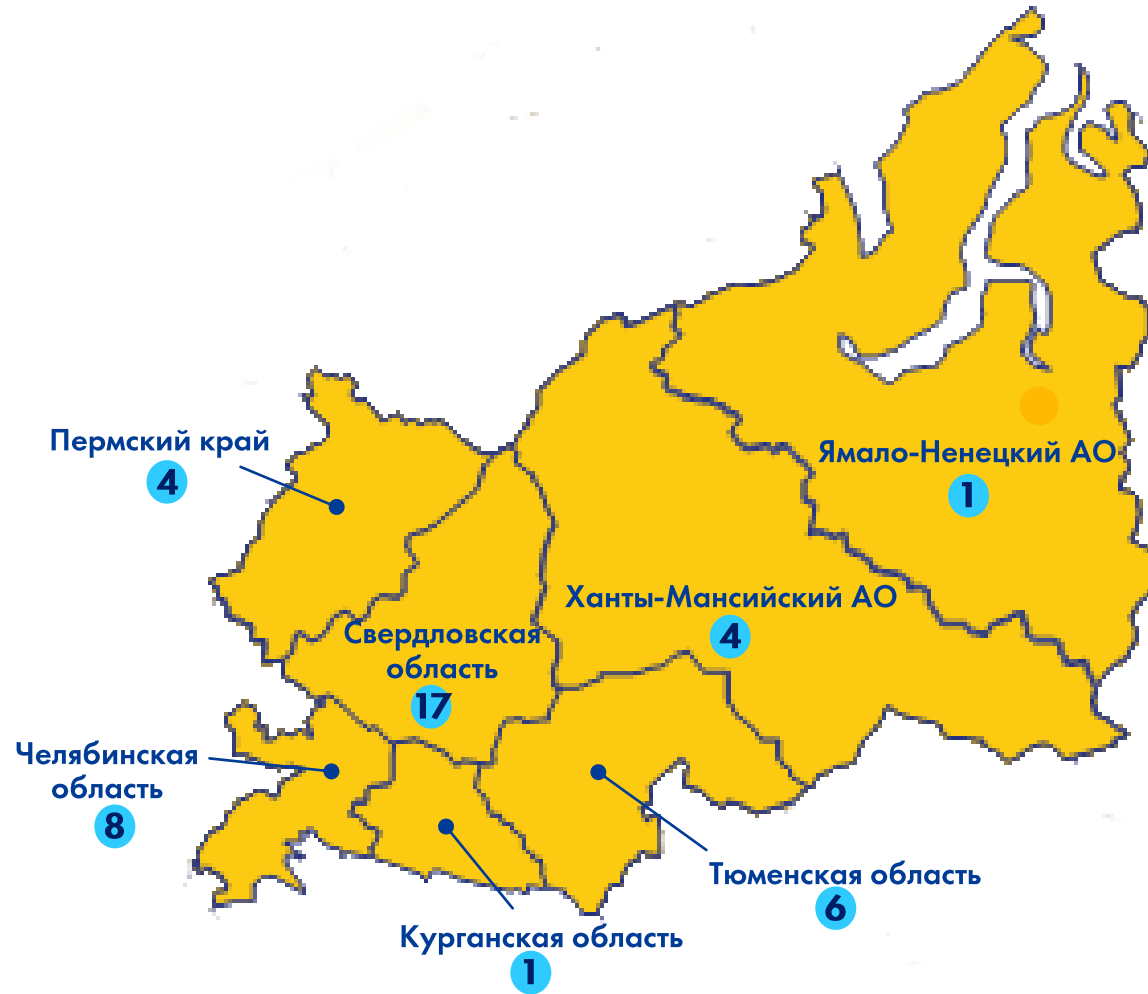 Пермский край
4
Ямало-Ненецкий АО
1
Ханты-Мансийский АО
4
Свердловская
область
17
Челябинская
область
8
Тюменская область
6
Курганская область
1